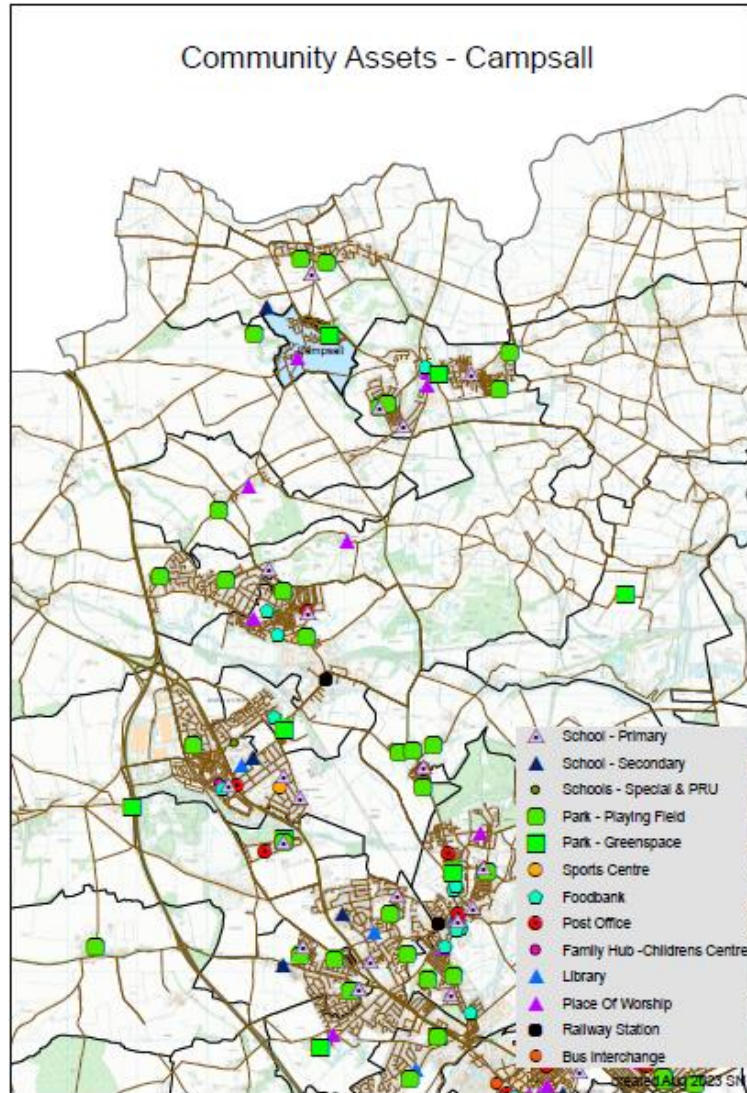 Community Assets - Campsall
Campsall
School - Primary
School - Secondary
Schools - Special & PRU
Park - Playing Field
Park - Greenspace
Sports Centre
Foodbank
Post Office
Family Hub -Childrens Centre
Library
Place Of Worship
Railway Station
Bus Interchange
created Aug 2023 SN